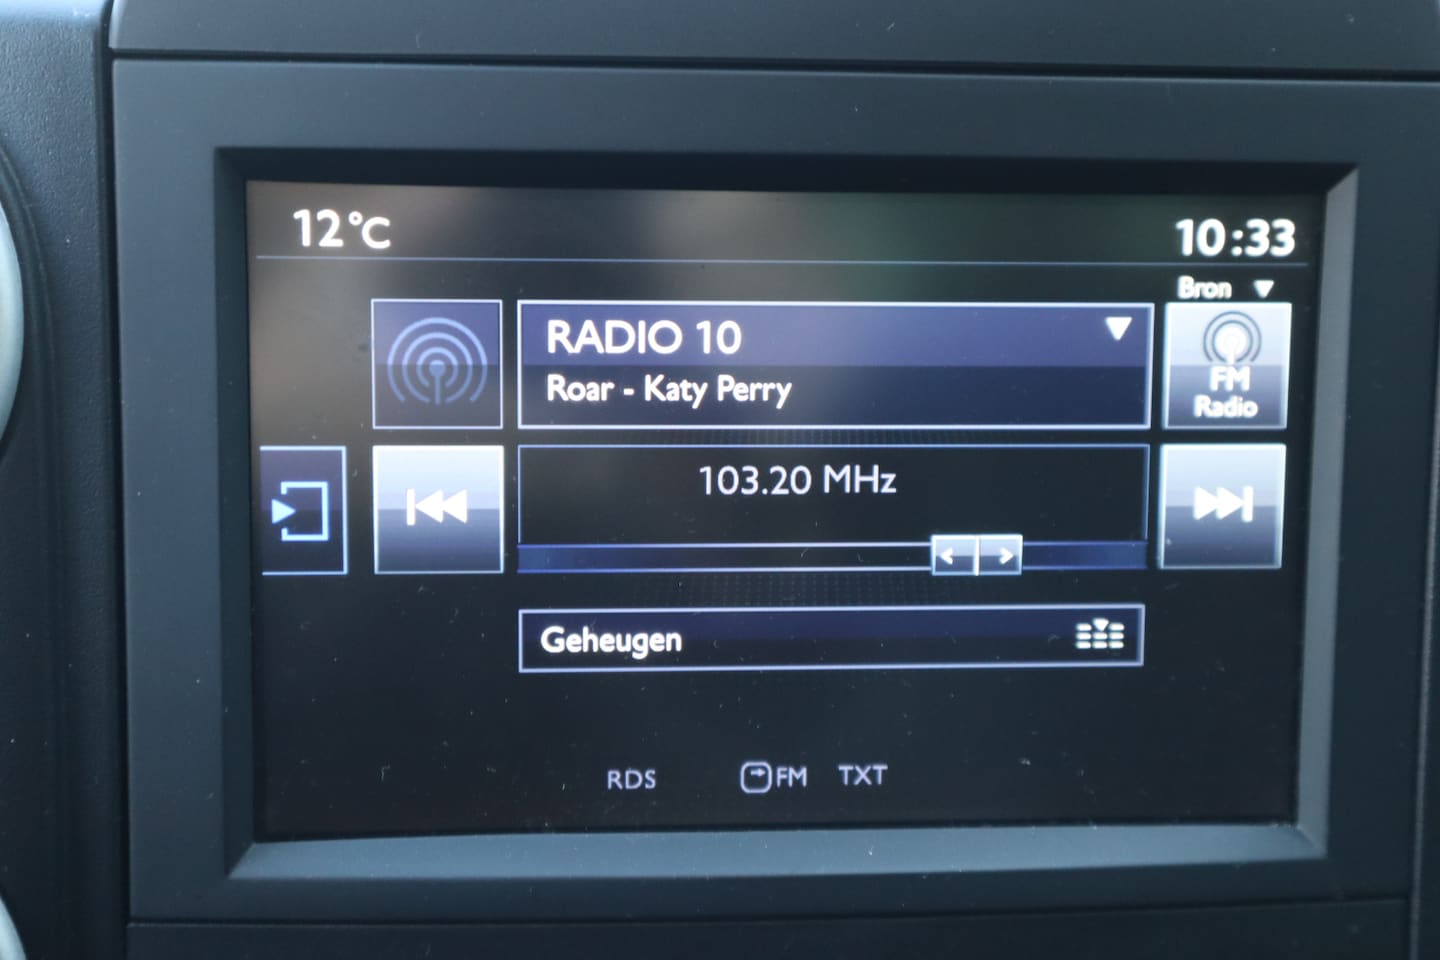 12°C
10:33
Bron
RADIO 10
Roar - Katy Perry
FM
Radio
103.20 MHz
Geheugen
RDS FM TXT